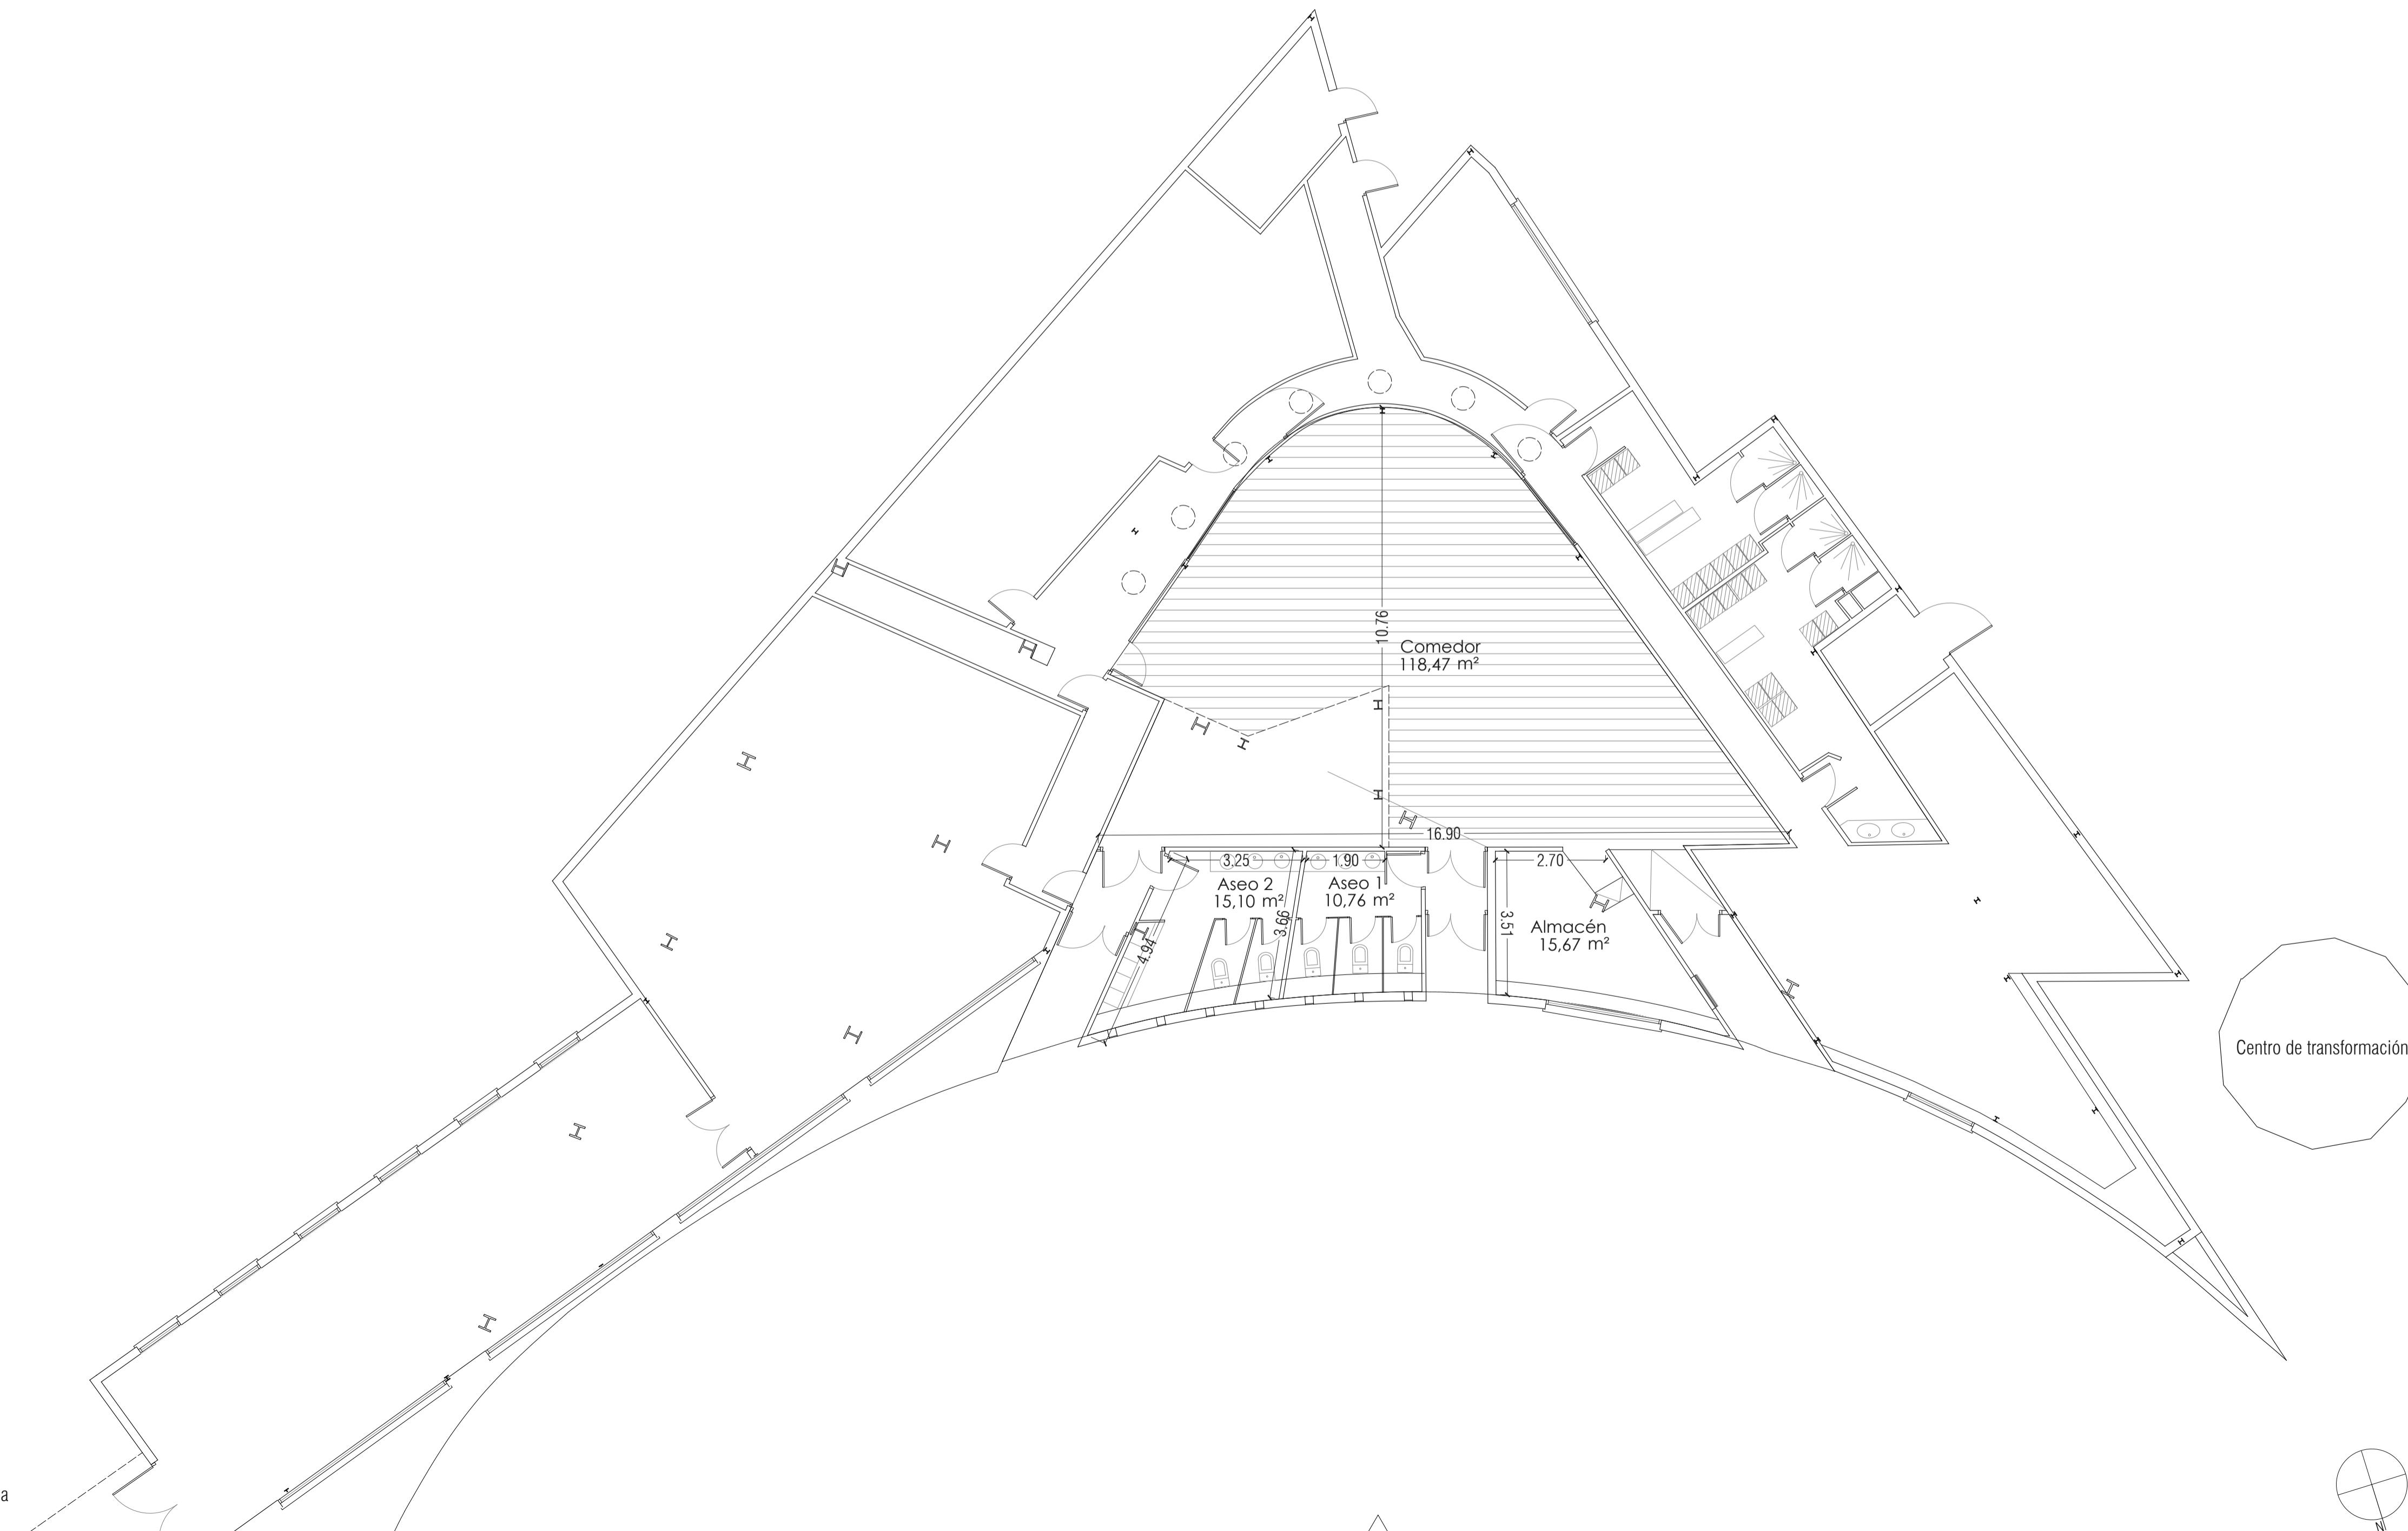 10.76
Comedor
118,47 m²
16.90
3.25
1.90
2.70
Aseo 2
15,10 m²
Aseo 1
10,76 m²
3.66
4.94
3.51
Almacén
15,67 m²
Centro de transformación
a
N